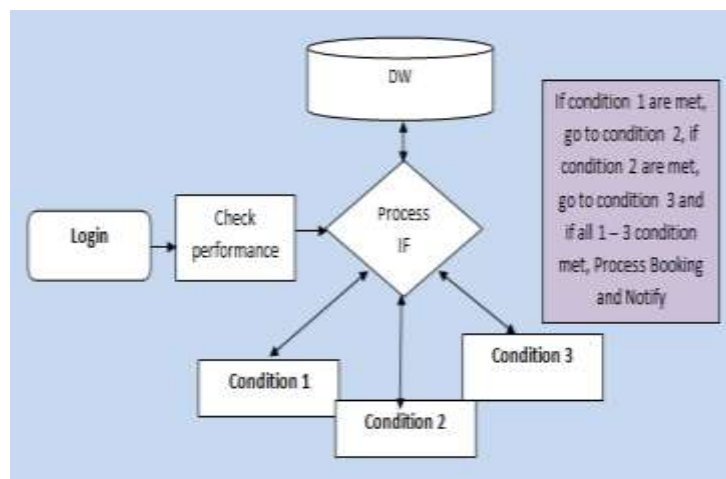 DW
If condition 1 are met,
go to condition 2, if
condition 2 are met,
go to condition 3 and
if all 1 – 3 condition
met, Process Booking
and Notify
Login
Check
performance
Process
IF
Condition 1
Condition 2
Condition 3